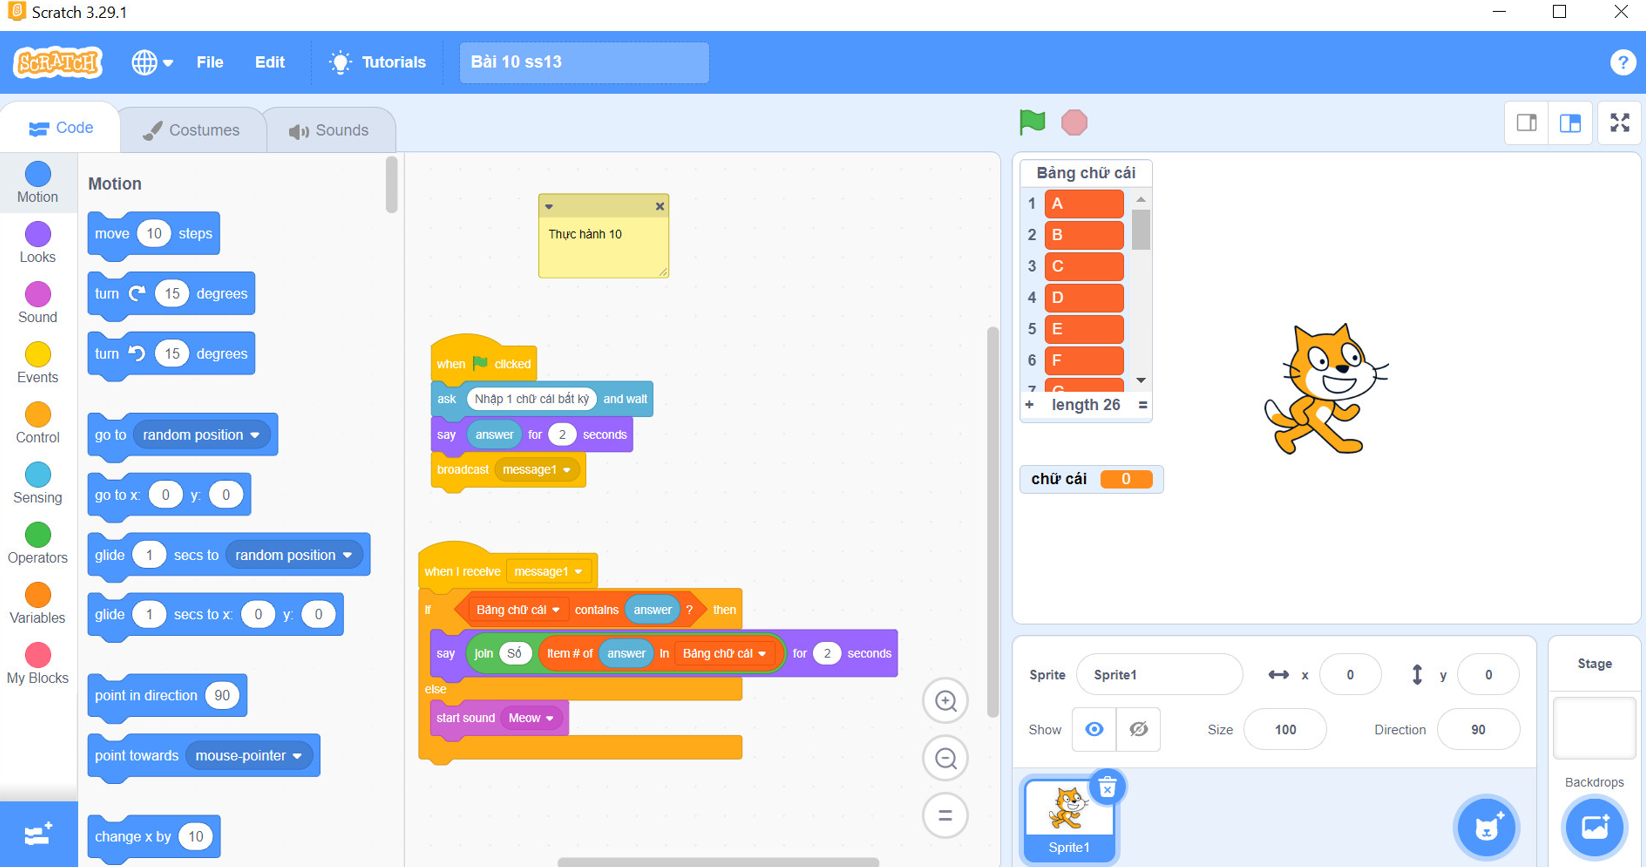 Scratch 3.29.1
SCRATCH
File
Edit
Tutorials
Bài 10 ss13
?
Code
Costumes
Sounds
Motion
Looks
Sound
Events
Control
Sensing
Operators
Variables
My Blocks
Motion
move 10 steps
turn 15 degrees
turn 15 degrees
go to random position
go to x: 0 y: 0
glide 1 secs to random position
glide 1 secs to x: 0 y: 0
point in direction 90
point towards mouse-pointer
change x by 10
Thực hành 10
when clicked
ask Nhập 1 chữ cái bất kỳ and wait
say answer for 2 seconds
broadcast message1
when I receive message1
if Bảng chữ cái contains answer ? then
say join Số item # of answer in Bảng chữ cái for 2 seconds
else
start sound Meow
Bảng chữ cái
1 A
2 B
3 C
4 D
5 E
6 F
7 G
+ length 26 =
chữ cái 0
Sprite Sprite1 x 0 y 0
Show Size 100 Direction 90
Sprite1
Stage
Backdrops